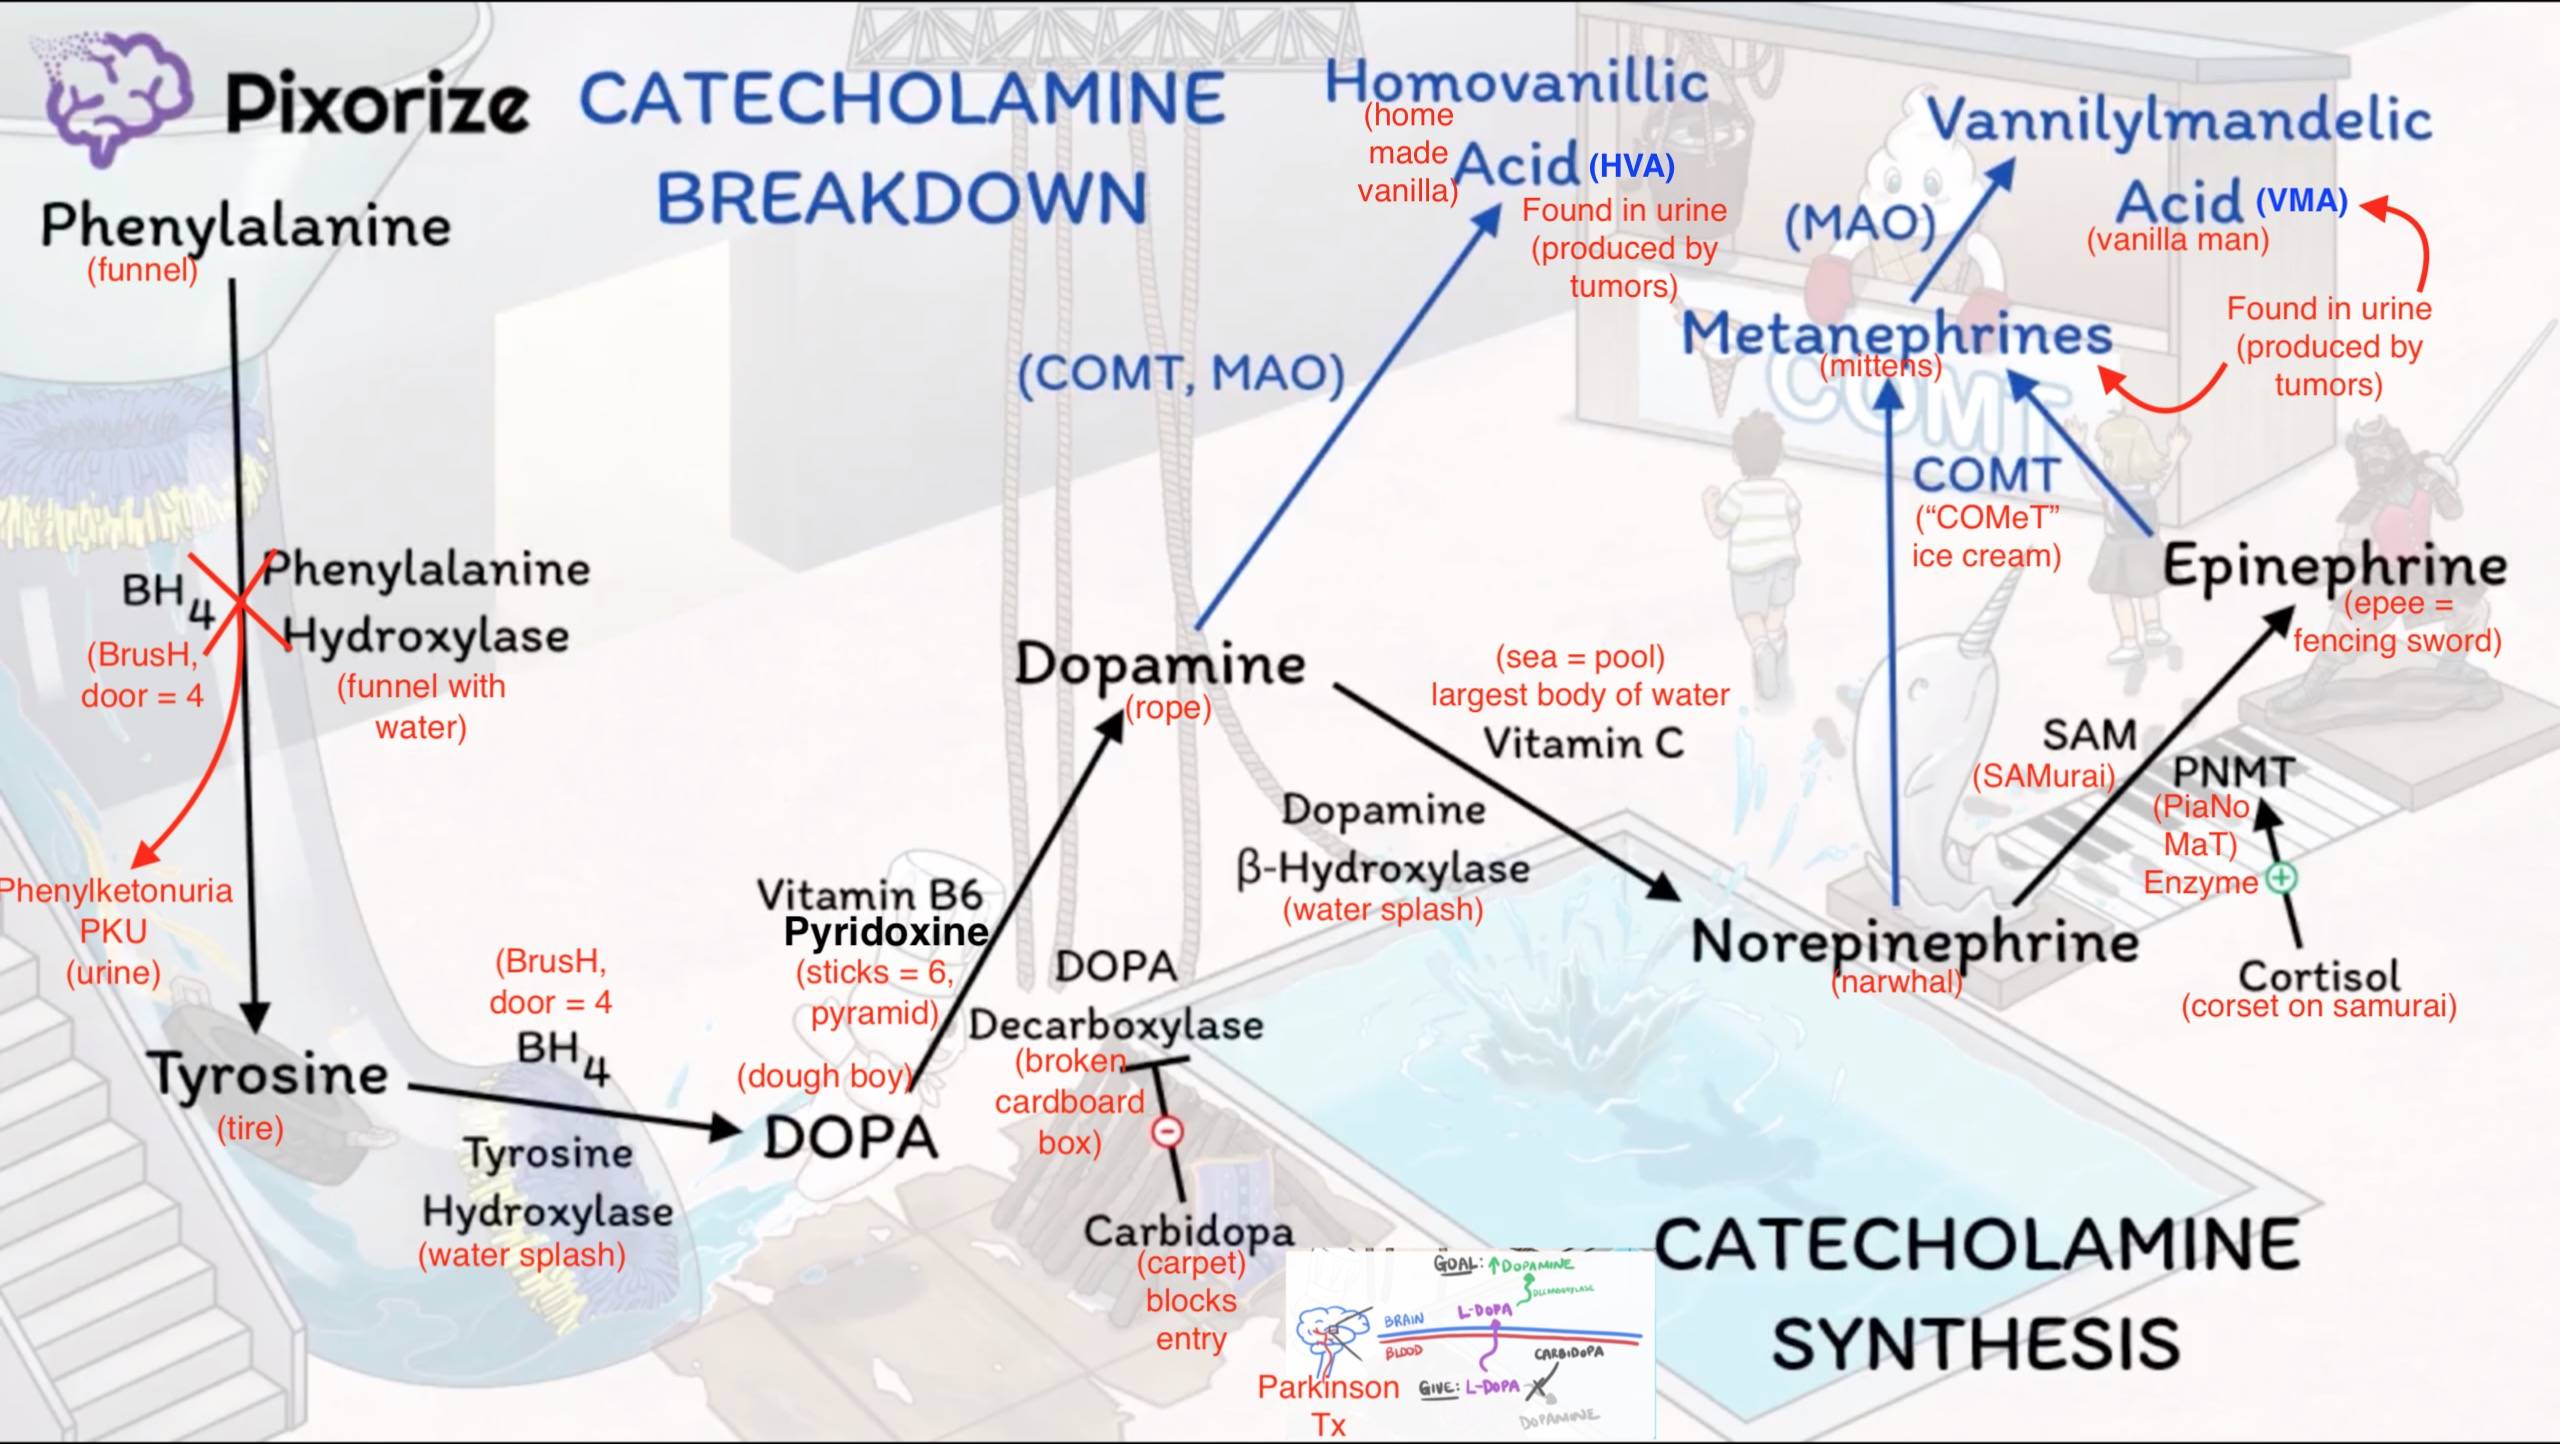 Pixorize
CATECHOLAMINE
BREAKDOWN
Phenylalanine
(funnel)
BH4
(BrusH,
door = 4
Phenylalanine
Hydroxylase
(funnel with
water)
Phenylketonuria
PKU
(urine)
Tyrosine
(tire)
(BrusH,
door = 4
BH4
Tyrosine
Hydroxylase
(water splash)
Vitamin B6
Pyridoxine
(sticks = 6,
pyramid)
(dough boy)
DOPA
DOPA
Decarboxylase
(broken
cardboard
box)
Carbidopa
(carpet)
blocks
entry
Dopamine
(rope)
(COMT, MAO)
Homovanillic
(home
made
vanilla)
Acid (HVA)
Found in urine
(produced by
tumors)
(sea = pool)
largest body of water
Vitamin C
Dopamine
β-Hydroxylase
(water splash)
Norepinephrine
(narwhal)
Vannilylmandelic
Acid (VMA)
(vanilla man)
(MAO)
Found in urine
(produced by
tumors)
Metanephrines
(mittens)
COMT
COMT
("COMeT"
ice cream)
Epinephrine
(epee =
fencing sword)
SAM
(SAMurai)
PNMT
(PiaNo
MaT)
Enzyme
+
Cortisol
(corset on samurai)
CATECHOLAMINE
SYNTHESIS
Parkinson
Tx
GOAL: ↑DOPAMINE
DECARBOXYLASE
L-DOPA
BRAIN
BLOOD
CARBIDOPA
GIVE: L-DOPA
DOPAMINE